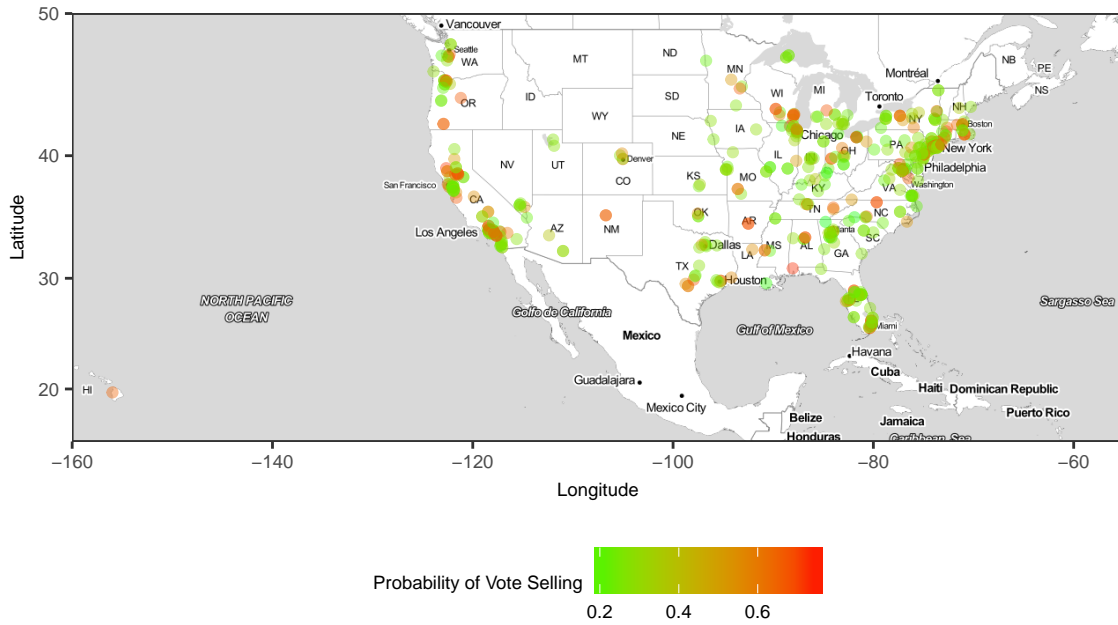 50
40
30
20
Latitude
−160
−140
−120
−100
−80
−60
Longitude
Vancouver
Seattle
WA
OR
MT
ID
WY
ND
SD
MN
WI
MI
Montréal
Toronto
NB
PE
NS
NH
NY
Boston
New York
PA
Philadelphia
Washington
OH
Chicago
IA
NE
IL
NV
UT
Denver
CO
KS
MO
KY
VA
San Francisco
CA
Los Angeles
AZ
NM
OK
AR
TN
NC
SC
Dallas
MS
AL
GA
LA
TX
Houston
Miami
NORTH PACIFIC
OCEAN
Golfo de California
Mexico
Gulf of Mexico
Sargasso Sea
HI
Guadalajara
Mexico City
Havana
Cuba
Haiti
Dominican Republic
Puerto Rico
Jamaica
Belize
Honduras
Caribbean Sea
Probability of Vote Selling
0.2
0.4
0.6